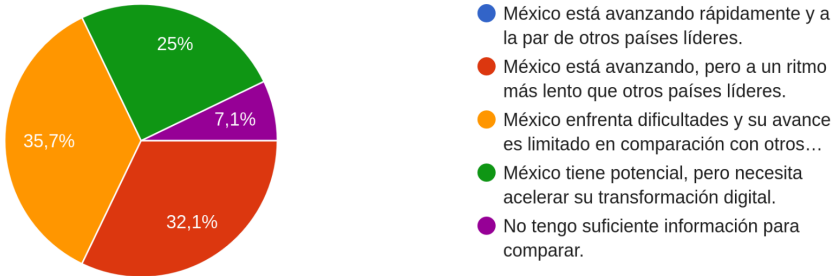 25%
7,1%
35,7%
32,1%
México está avanzando rápidamente y a
la par de otros países líderes.
México está avanzando, pero a un ritmo
más lento que otros países líderes.
México enfrenta dificultades y su avance
es limitado en comparación con otros…
México tiene potencial, pero necesita
acelerar su transformación digital.
No tengo suficiente información para
comparar.